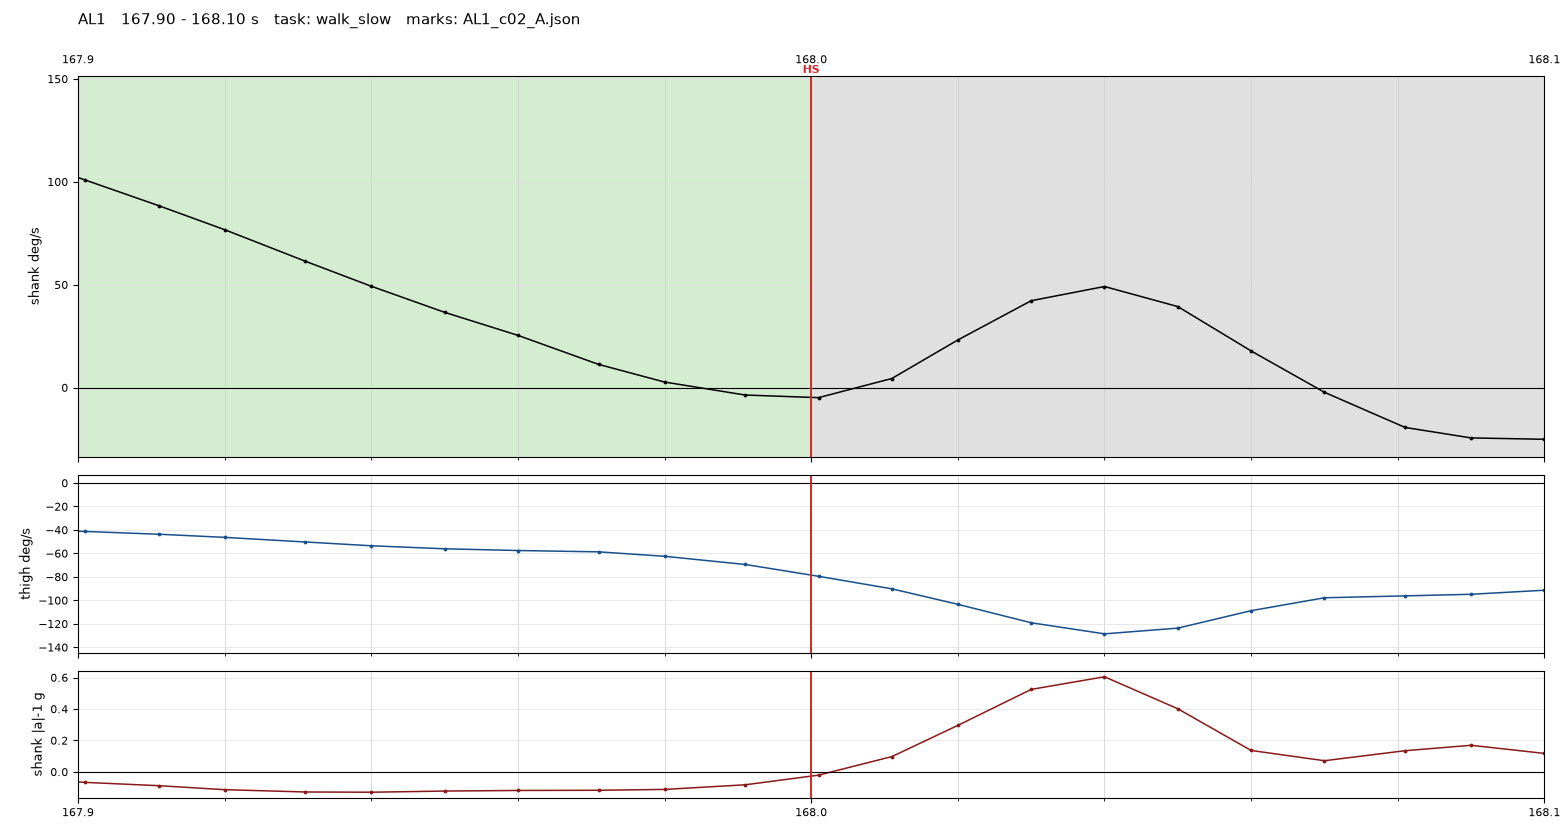 AL1   167.90 - 168.10 s   task: walk_slow   marks: AL1_c02_A.json
167.9 168.0 168.1
HS
150
100
50
0
shank deg/s
0
−20
−40
−60
−80
−100
−120
−140
thigh deg/s
0.6
0.4
0.2
0.0
shank |a|-1 g
167.9 168.0 168.1